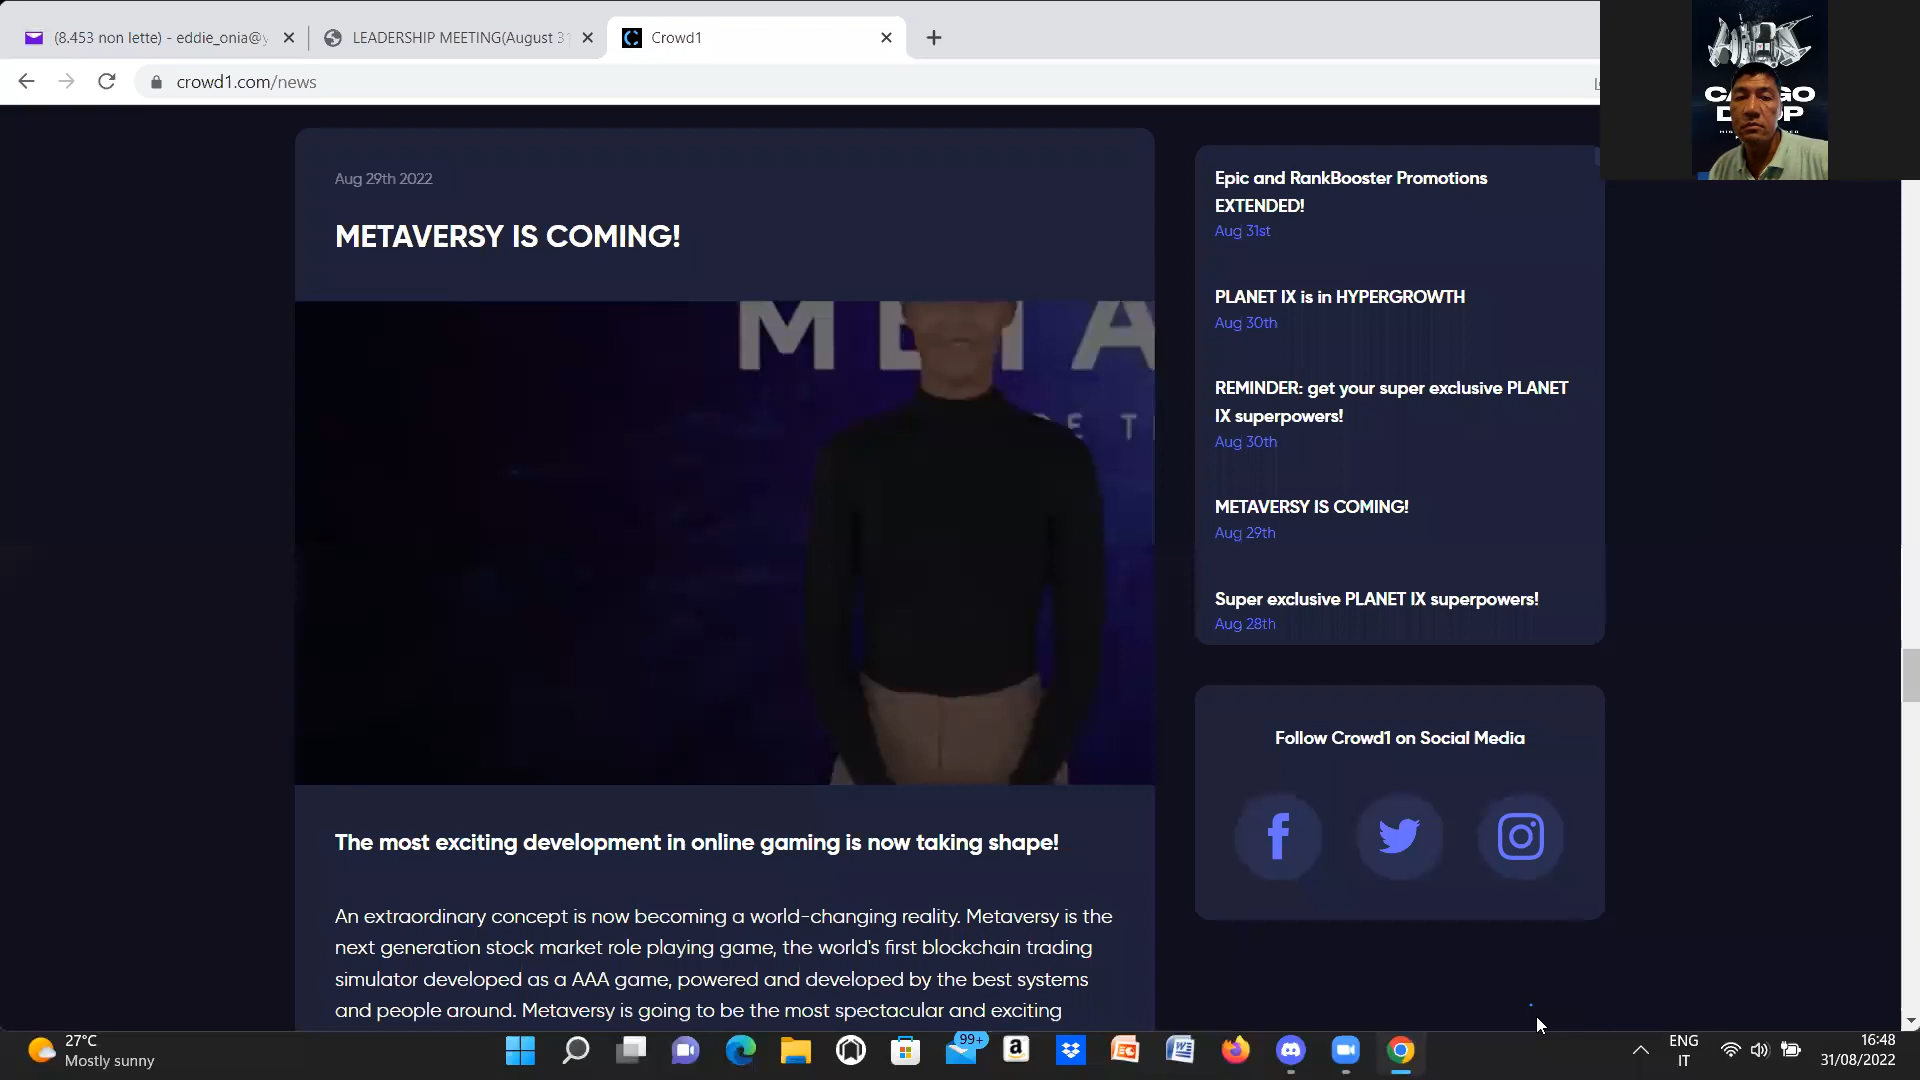 (8.453 non lette) - eddie_onia@y
LEADERSHIP MEETING(August 31
Crowd1
crowd1.com/news
Aug 29th 2022
METAVERSY IS COMING!
META
E T
The most exciting development in online gaming is now taking shape!
An extraordinary concept is now becoming a world-changing reality. Metaversy is the
next generation stock market role playing game, the world's first blockchain trading
simulator developed as a AAA game, powered and developed by the best systems
and people around. Metaversy is going to be the most spectacular and exciting
Epic and RankBooster Promotions
EXTENDED!
Aug 31st
PLANET IX is in HYPERGROWTH
Aug 30th
REMINDER: get your super exclusive PLANET
IX superpowers!
Aug 30th
METAVERSY IS COMING!
Aug 29th
Super exclusive PLANET IX superpowers!
Aug 28th
Follow Crowd1 on Social Media
27°C
Mostly sunny
99+
ENG
IT
16:48
31/08/2022